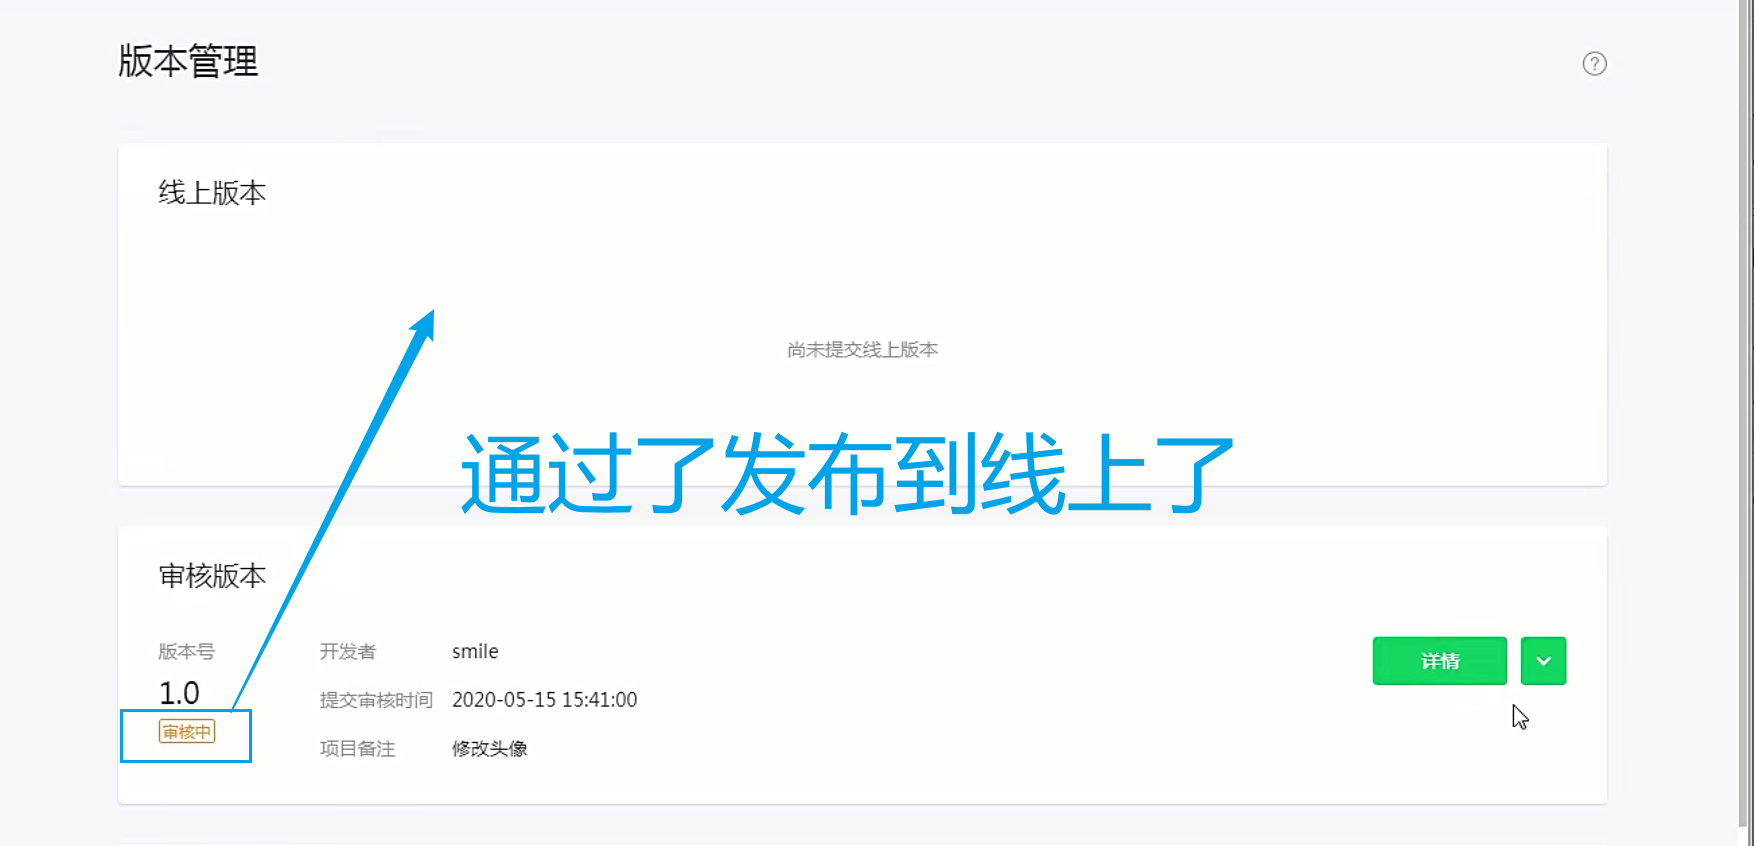 版本管理
?
线上版本
尚未提交线上版本
通过了发布到线上了
审核版本
版本号
1.0
审核中
开发者 smile
提交审核时间 2020-05-15 15:41:00
项目备注 修改头像
详情